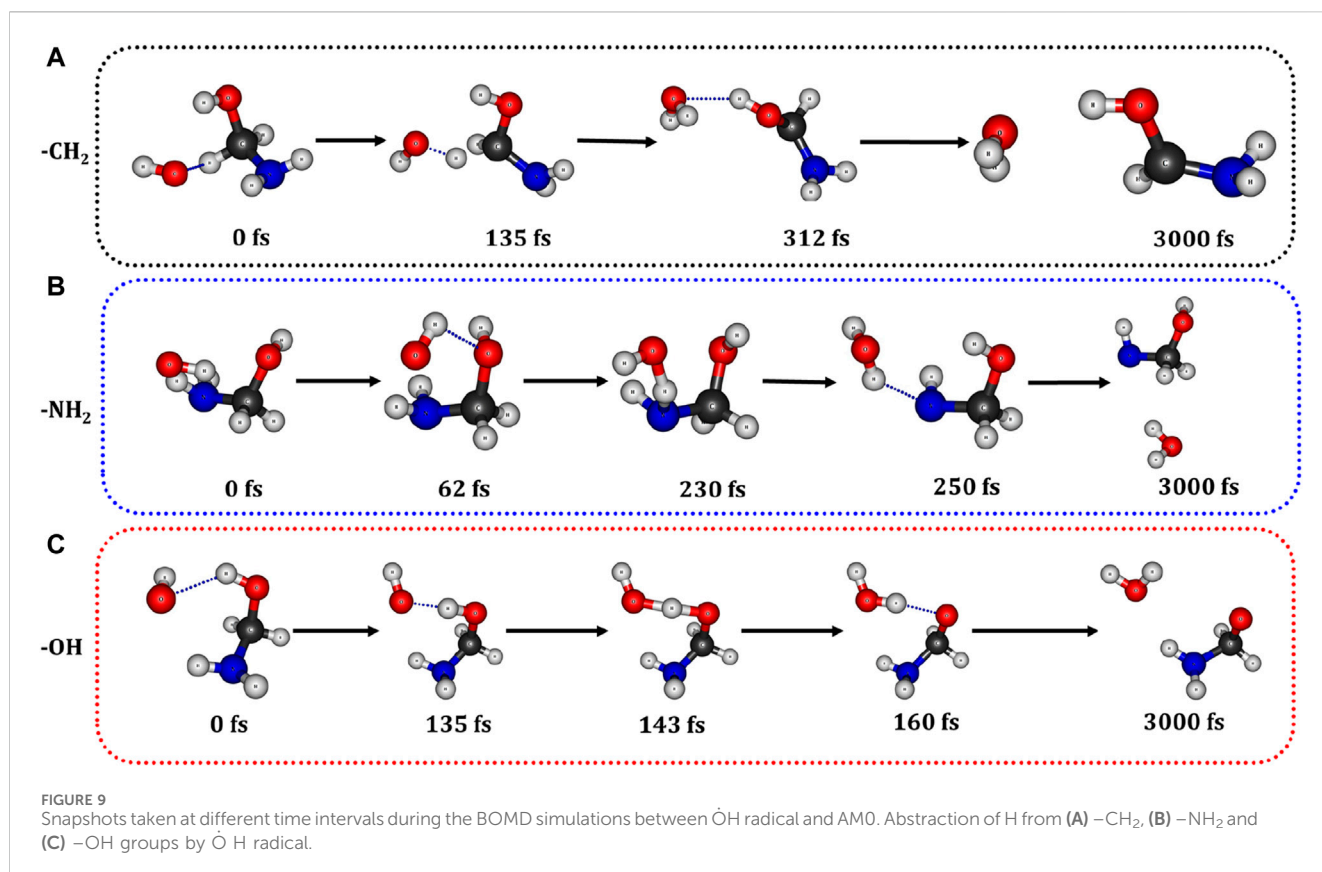 A
-CH₂
0 fs
135 fs
312 fs
3000 fs
B
-NH₂
0 fs
62 fs
230 fs
250 fs
3000 fs
C
-OH
0 fs
135 fs
143 fs
160 fs
3000 fs
FIGURE 9
Snapshots taken at different time intervals during the BOMD simulations between ȮH radical and AM0. Abstraction of H from (A) –CH₂, (B) –NH₂ and
(C) –OH groups by Ȯ H radical.